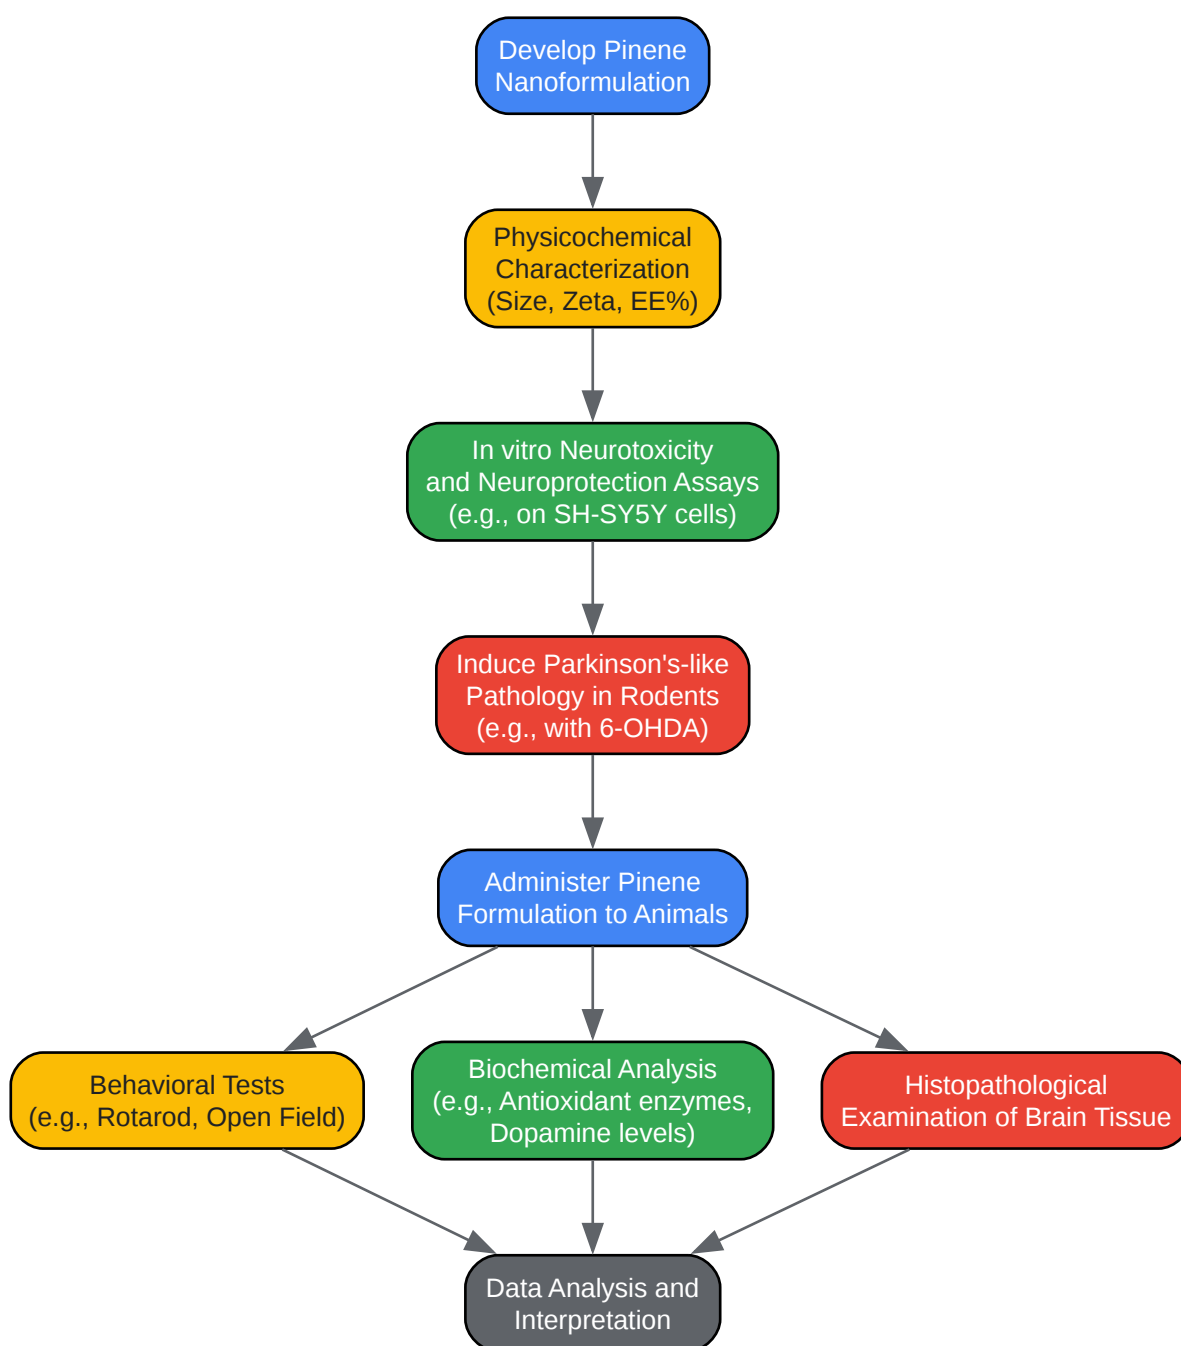 Develop Pinene
Nanoformulation
Physicochemical
Characterization
(Size, Zeta, EE%)
In vitro Neurotoxicity
and Neuroprotection Assays
(e.g., on SH-SY5Y cells)
Induce Parkinson's-like
Pathology in Rodents
(e.g., with 6-OHDA)
Administer Pinene
Formulation to Animals
Behavioral Tests
(e.g., Rotarod, Open Field)
Biochemical Analysis
(e.g., Antioxidant enzymes,
Dopamine levels)
Histopathological
Examination of Brain Tissue
Data Analysis and
Interpretation